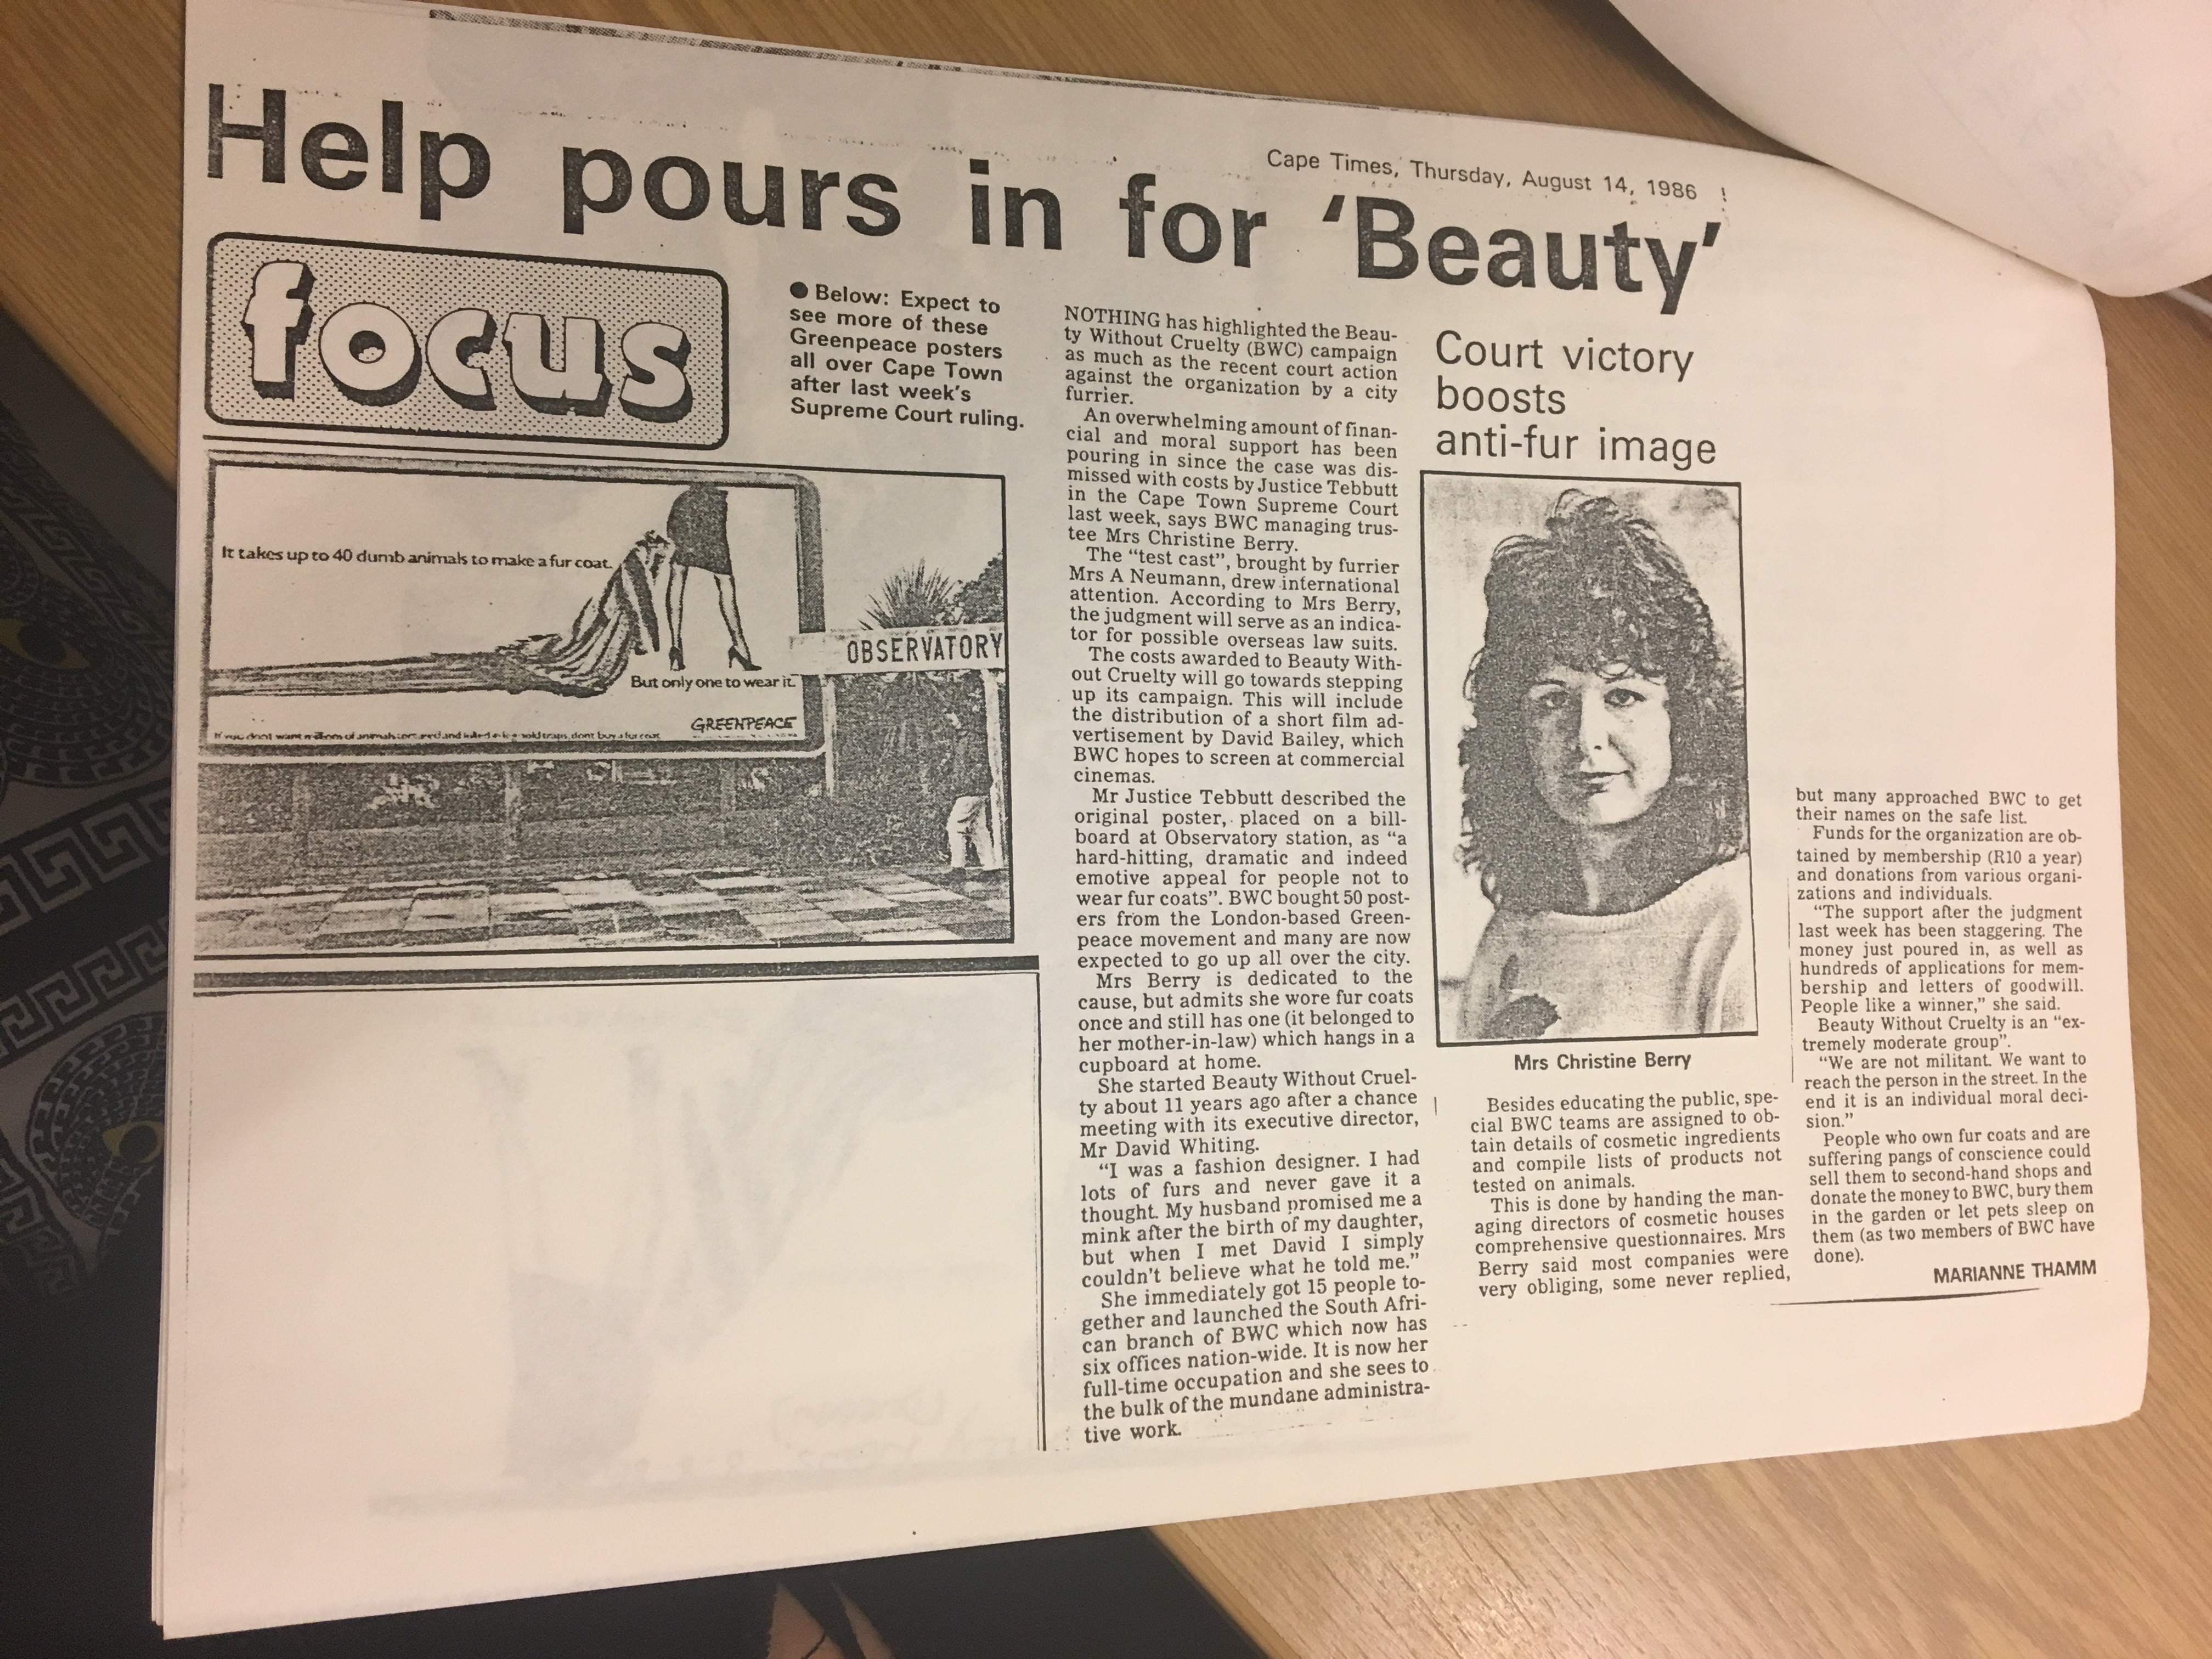 Cape Times, Thursday, August 14, 1986
Help pours in for ‘Beauty’
focus
● Below: Expect to
see more of these
Greenpeace posters
all over Cape Town
after last week's
Supreme Court ruling.
It takes up to 40 dumb animals to make a fur coat.
But only one to wear it.
GREENPEACE
If you don't want millions of animals tortured and killed in leg-hold traps, don't buy a fur coat.
OBSERVATORY
NOTHING has highlighted the Beau-
ty Without Cruelty (BWC) campaign
as much as the recent court action
against the organization by a city
furrier.
An overwhelming amount of finan-
cial and moral support has been
pouring in since the case was dis-
missed with costs by Justice Tebbutt
in the Cape Town Supreme Court
last week, says BWC managing trus-
tee Mrs Christine Berry.
The “test cast”, brought by furrier
Mrs A Neumann, drew international
attention. According to Mrs Berry,
the judgment will serve as an indica-
tor for possible overseas law suits.
The costs awarded to Beauty With-
out Cruelty will go towards stepping
up its campaign. This will include
the distribution of a short film ad-
vertisement by David Bailey, which
BWC hopes to screen at commercial
cinemas.
Mr Justice Tebbutt described the
original poster, placed on a bill-
board at Observatory station, as “a
hard-hitting, dramatic and indeed
emotive appeal for people not to
wear fur coats”. BWC bought 50 post-
ers from the London-based Green-
peace movement and many are now
expected to go up all over the city.
Mrs Berry is dedicated to the
cause, but admits she wore fur coats
once and still has one (it belonged to
her mother-in-law) which hangs in a
cupboard at home.
She started Beauty Without Cruel-
ty about 11 years ago after a chance
meeting with its executive director,
Mr David Whiting.
“I was a fashion designer. I had
lots of furs and never gave it a
thought. My husband promised me a
mink after the birth of my daughter,
but when I met David I simply
couldn't believe what he told me.”
She immediately got 15 people to-
gether and launched the South Afri-
can branch of BWC which now has
six offices nation-wide. It is now her
full-time occupation and she sees to
the bulk of the mundane administra-
tive work.
Court victory
boosts
anti-fur image
Mrs Christine Berry
Besides educating the public, spe-
cial BWC teams are assigned to ob-
tain details of cosmetic ingredients
and compile lists of products not
tested on animals.
This is done by handing the man-
aging directors of cosmetic houses
comprehensive questionnaires. Mrs
Berry said most companies were
very obliging, some never replied,
but many approached BWC to get
their names on the safe list.
Funds for the organization are ob-
tained by membership (R10 a year)
and donations from various organi-
zations and individuals.
“The support after the judgment
last week has been staggering. The
money just poured in, as well as
hundreds of applications for mem-
bership and letters of goodwill.
People like a winner,” she said.
Beauty Without Cruelty is an “ex-
tremely moderate group”.
“We are not militant. We want to
reach the person in the street. In the
end it is an individual moral deci-
sion.”
People who own fur coats and are
suffering pangs of conscience could
sell them to second-hand shops and
donate the money to BWC, bury them
in the garden or let pets sleep on
them (as two members of BWC have
done).
MARIANNE THAMM